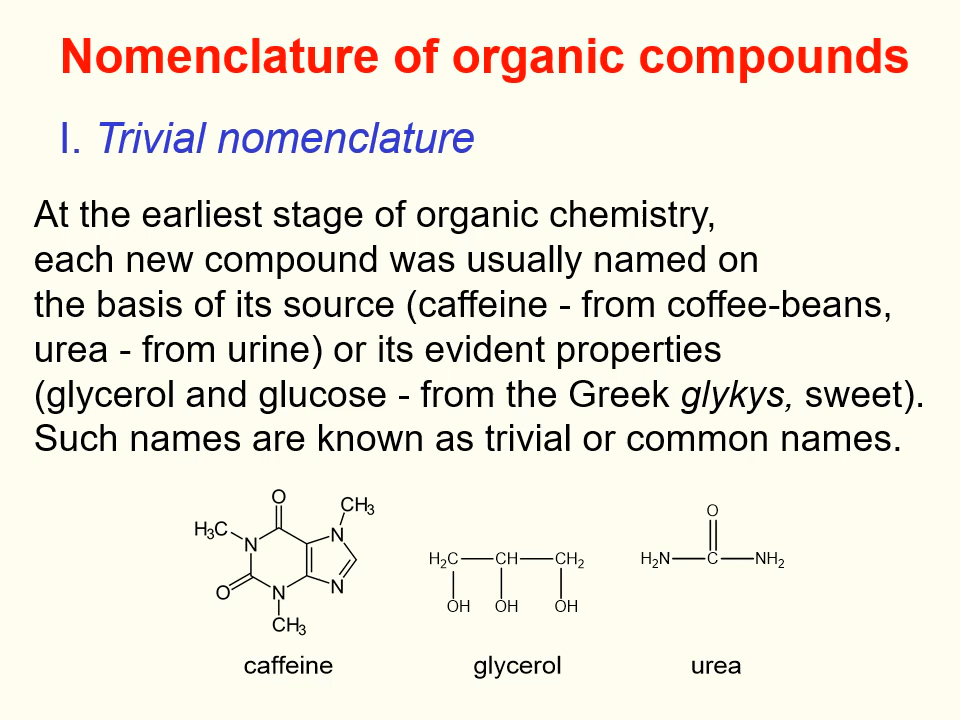 Nomenclature of organic compounds
I. Trivial nomenclature
At the earliest stage of organic chemistry,
each new compound was usually named on
the basis of its source (caffeine - from coffee-beans,
urea - from urine) or its evident properties
(glycerol and glucose - from the Greek glykys, sweet).
Such names are known as trivial or common names.
O
CH3
H3C
N
N
O
N
N
CH3
H2C CH CH2
OH OH OH
O
H2N C NH2
caffeine glycerol urea